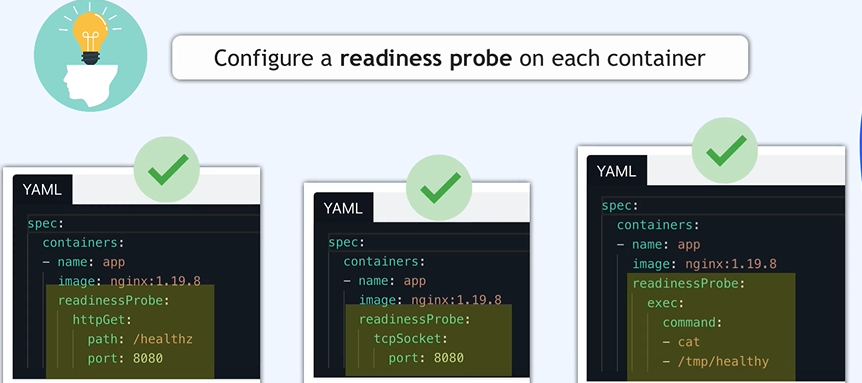 Configure a readiness probe on each container
YAML
spec:
containers:
- name: app
image: nginx:1.19.8
readinessProbe:
httpGet:
path: /healthz
port: 8080
YAML
spec:
containers:
- name: app
image: nginx:1.19.8
readinessProbe:
tcpSocket:
port: 8080
YAML
spec:
containers:
- name: app
image: nginx:1.19.8
readinessProbe:
exec:
command:
- cat
- /tmp/healthy